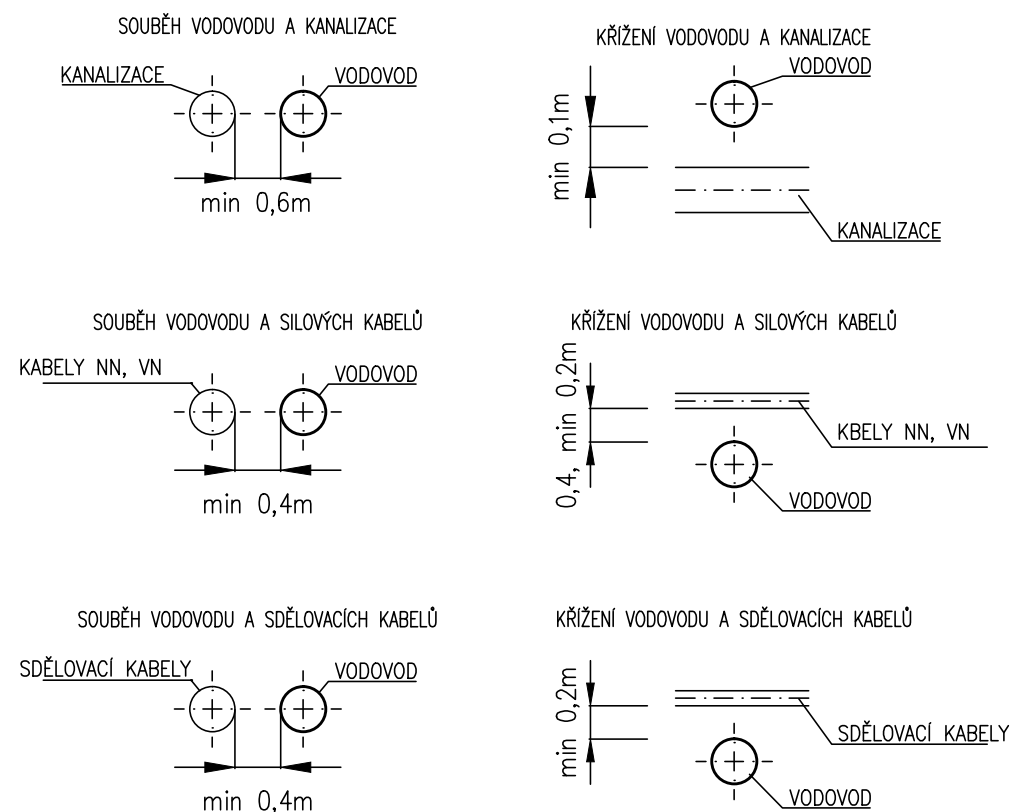 SOUBĚH VODOVODU A KANALIZACE
KANALIZACE
VODOVOD
min 0,6m
KŘÍŽENÍ VODOVODU A KANALIZACE
VODOVOD
min 0,1m
KANALIZACE
SOUBĚH VODOVODU A SILOVÝCH KABELŮ
KABELY NN, VN
VODOVOD
min 0,4m
KŘÍŽENÍ VODOVODU A SILOVÝCH KABELŮ
0,4, min 0,2m
KBELY NN, VN
VODOVOD
SOUBĚH VODOVODU A SDĚLOVACÍCH KABELŮ
SDĚLOVACÍ KABELY
VODOVOD
min 0,4m
KŘÍŽENÍ VODOVODU A SDĚLOVACÍCH KABELŮ
min 0,2m
SDĚLOVACÍ KABELY
VODOVOD